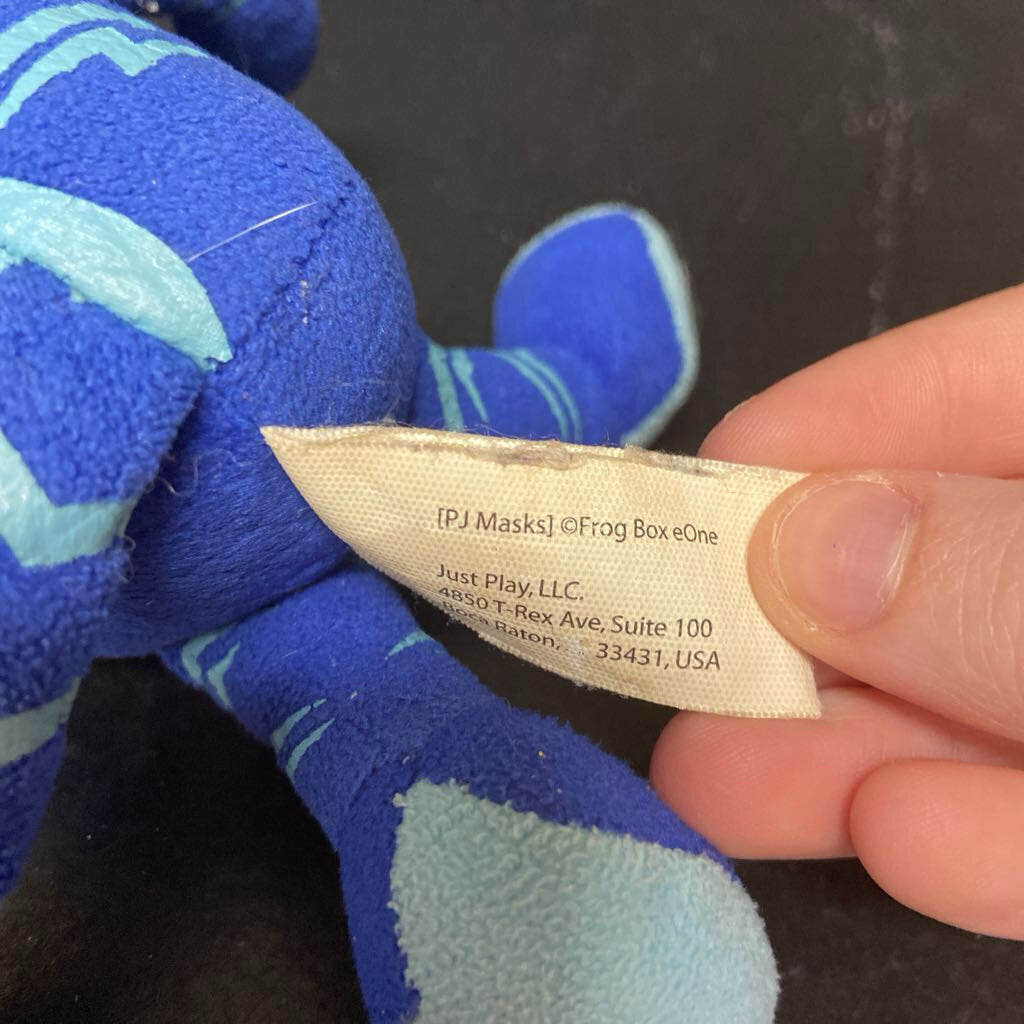 [PJ Masks] ©Frog Box eOne
Just Play, LLC.
4850 T-Rex Ave, Suite 100
Boca Raton, 33431, USA